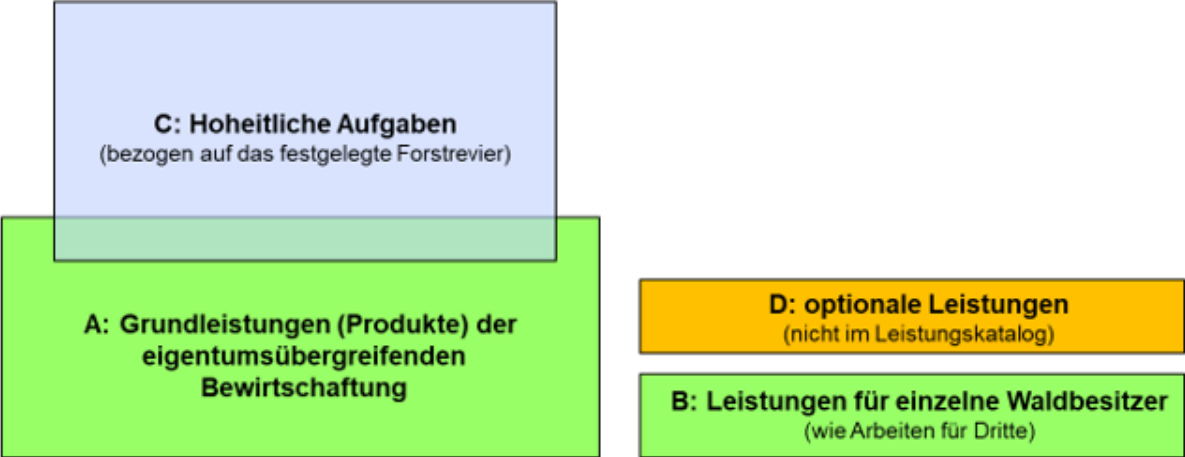 C: Hoheitliche Aufgaben
(bezogen auf das festgelegte Forstrevier)
A: Grundleistungen (Produkte) der
eigentumsübergreifenden
Bewirtschaftung
D: optionale Leistungen
(nicht im Leistungskatalog)
B: Leistungen für einzelne Waldbesitzer
(wie Arbeiten für Dritte)